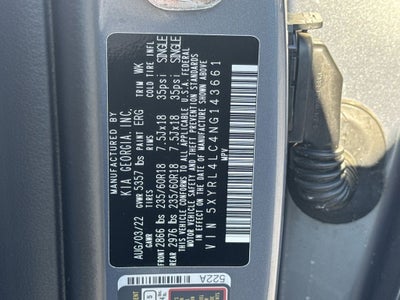 MANUFACTURED BY
KIA GEORGIA, INC.
AUG/03/22 GVWR 5357 lbs PAINT ERG TRIM WK
GAWR TIRES RIMS COLD TIRE INFL
FRONT 2866 lbs 235/60R18 7.5JX18 35psi SINGLE
REAR 2976 lbs 235/60R18 7.5JX18 35psi SINGLE
THIS VEHICLE CONFORMS TO ALL APPLICABLE U.S.A. FEDERAL
MOTOR VEHICLE SAFETY AND THEFT PREVENTION STANDARDS
IN EFFECT ON THE DATE OF MANUFACTURE SHOWN ABOVE
VIN 5XYRL4LC4NG143661
MPV
522A